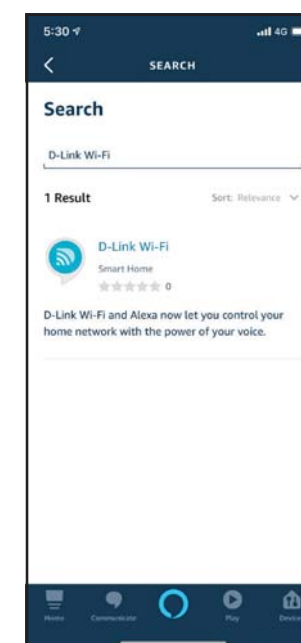 5:30
4G
SEARCH
Search
D-Link Wi-Fi
1 Result
Sort: Relevance
D-Link Wi-Fi
Smart Home
0
D-Link Wi-Fi and Alexa now let you control your
home network with the power of your voice.
Home
Communicate
Play
Devices